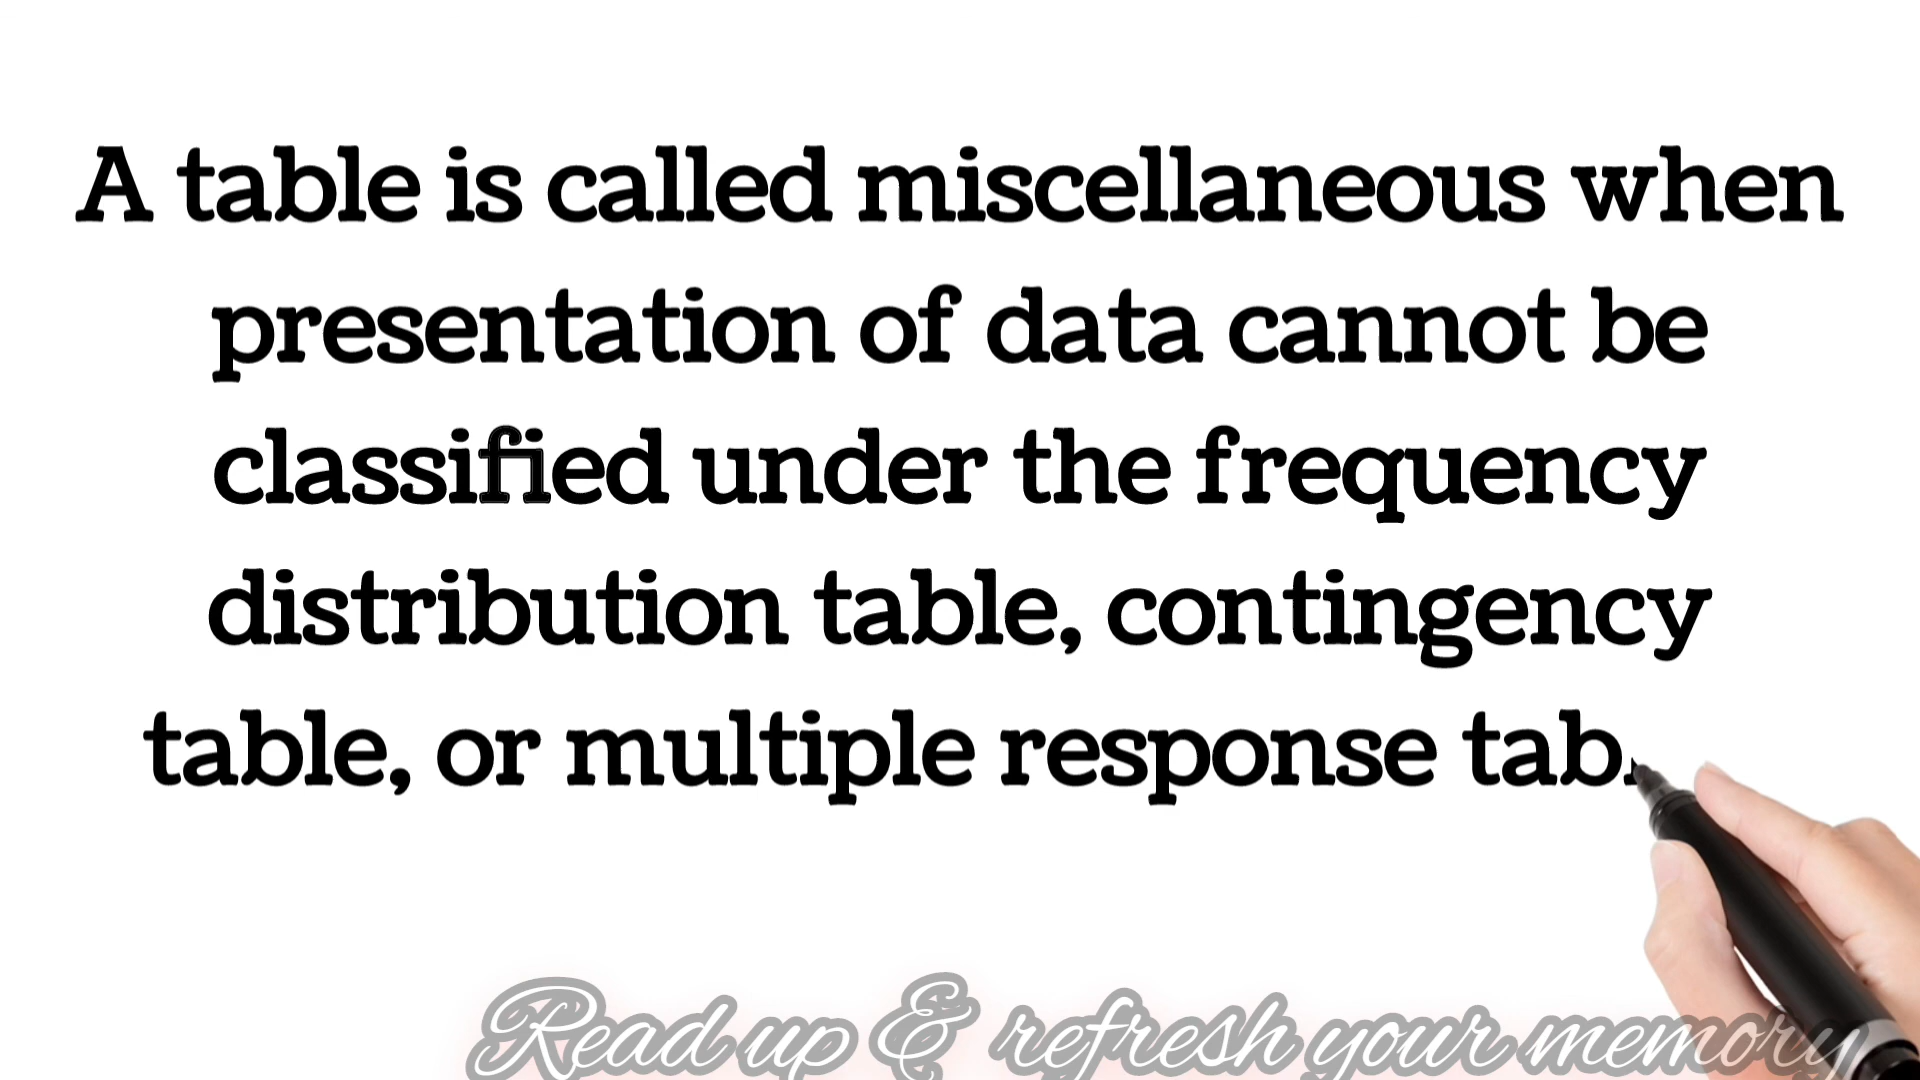 A table is called miscellaneous when
presentation of data cannot be
classified under the frequency
distribution table, contingency
table, or multiple response tab
Read up & refresh your memory